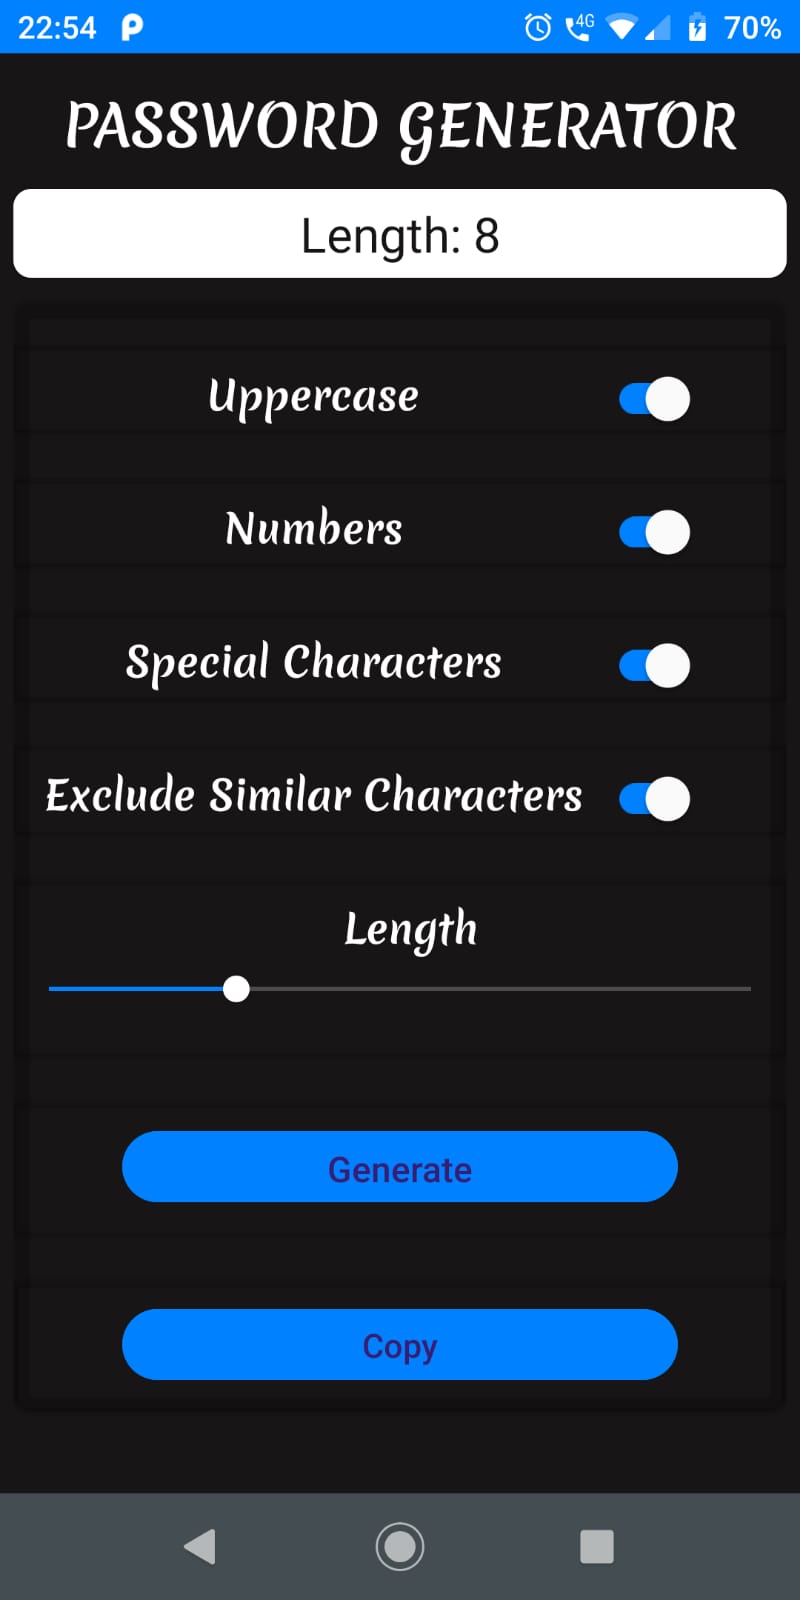 22:54 4G 70%
PASSWORD GENERATOR
Length: 8
Uppercase
Numbers
Special Characters
Exclude Similar Characters
Length
Generate
Copy